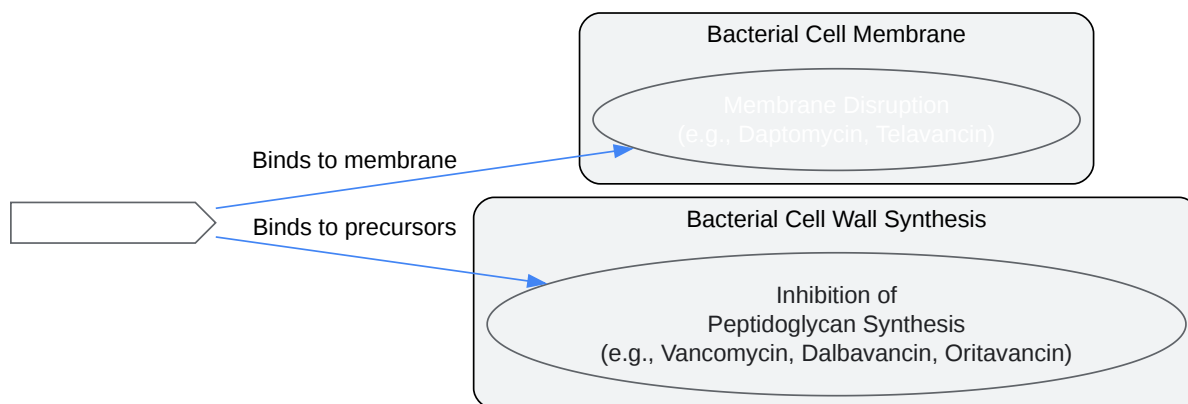 Bacterial Cell Membrane
Membrane Disruption
(e.g., Daptomycin, Telavancin)
Binds to membrane
Binds to precursors
Bacterial Cell Wall Synthesis
Inhibition of
Peptidoglycan Synthesis
(e.g., Vancomycin, Dalbavancin, Oritavancin)